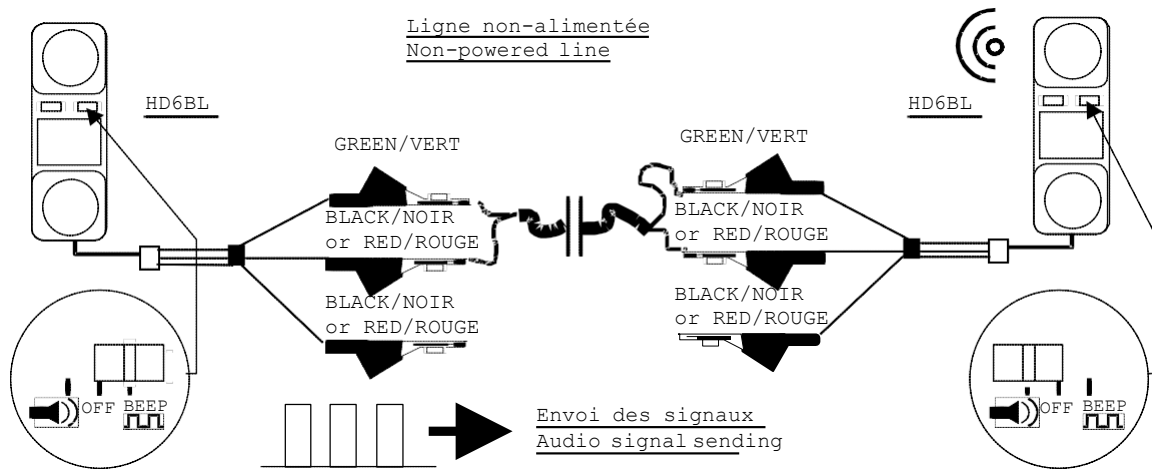 Ligne non-alimentée
Non-powered line
HD6BL
HD6BL
GREEN/VERT
GREEN/VERT
BLACK/NOIR
or RED/ROUGE
BLACK/NOIR
or RED/ROUGE
BLACK/NOIR
or RED/ROUGE
BLACK/NOIR
or RED/ROUGE
OFF BEEP
OFF BEEP
Envoi des signaux
Audio signal sending